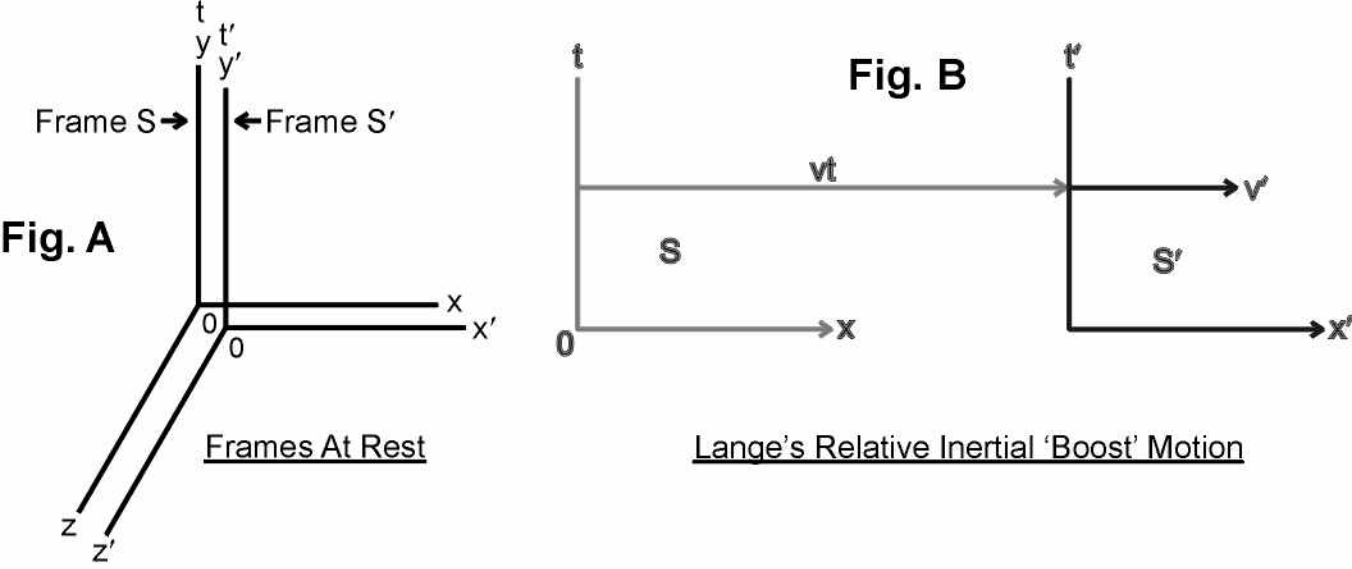 t
y t′
y′
Frame S
Frame S′
Fig. A
x
0
x′
0
Frames At Rest
z
z′
Fig. B
t
t′
vt
v′
S
S′
0
x
x′
Lange's Relative Inertial 'Boost' Motion